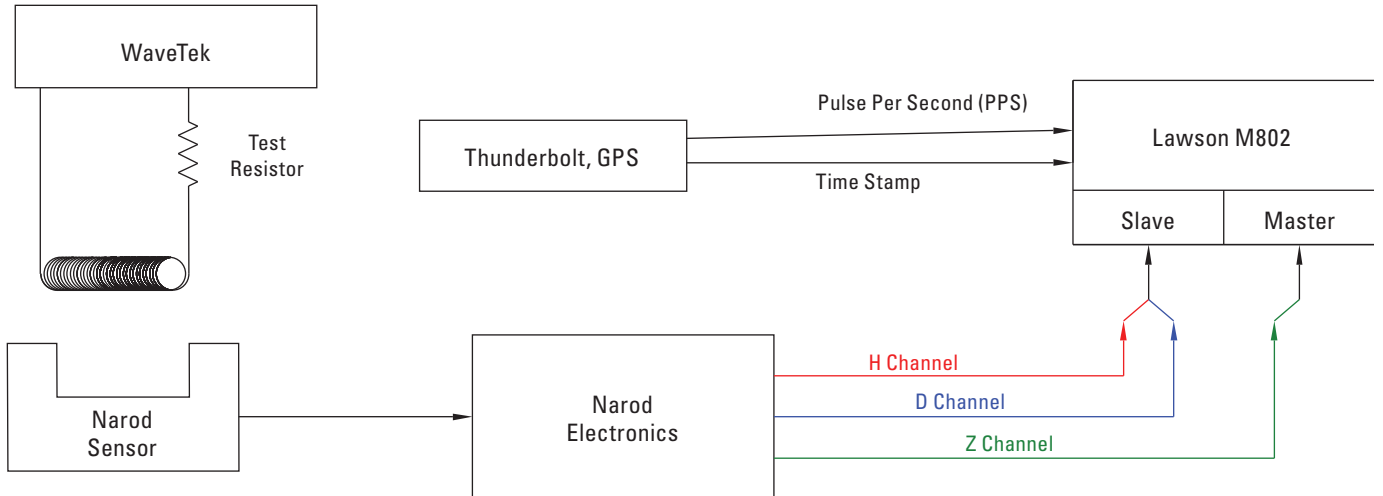 WaveTek
Test
Resistor
Pulse Per Second (PPS)
Thunderbolt, GPS
Time Stamp
Lawson M802
Slave
Master
Narod
Sensor
Narod
Electronics
H Channel
D Channel
Z Channel